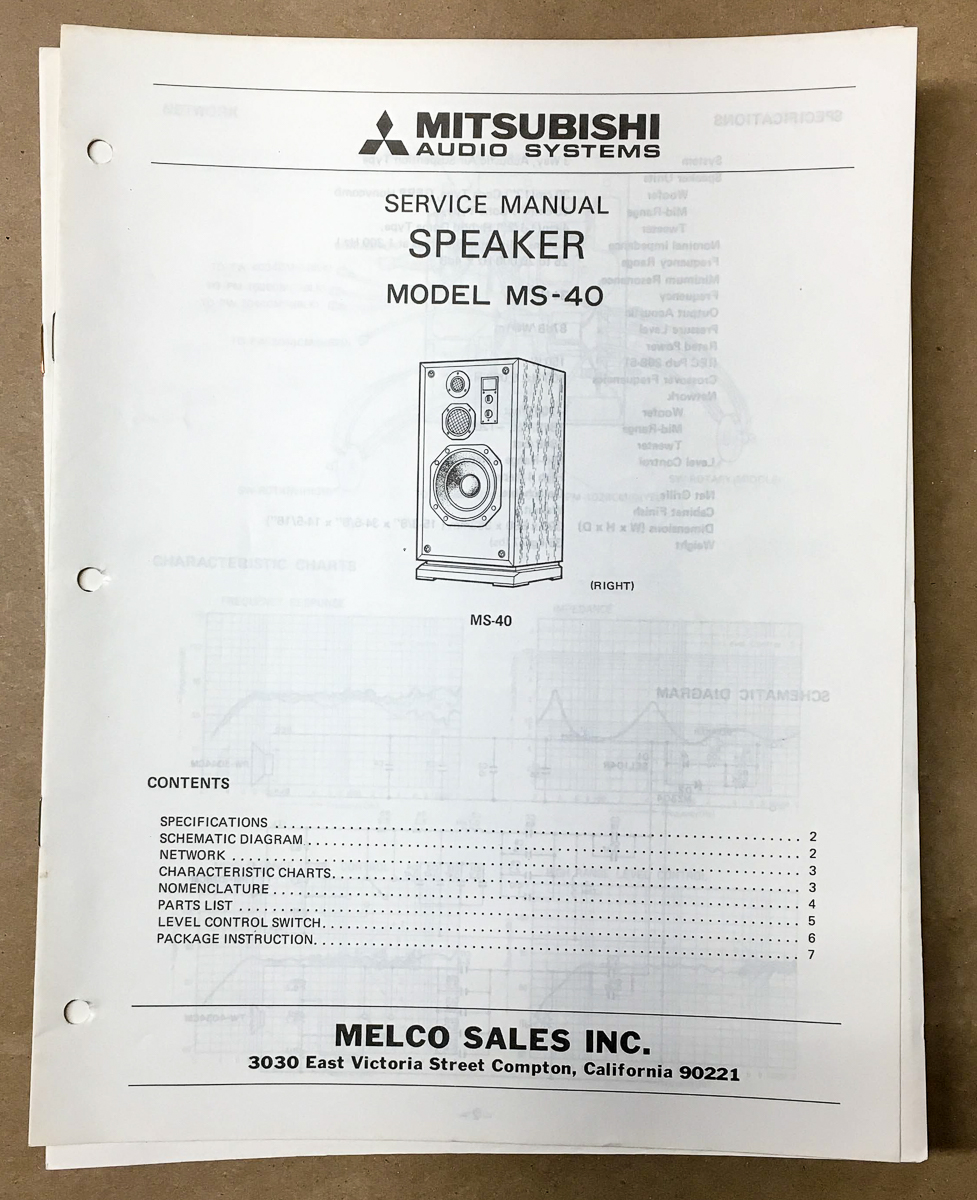 MITSUBISHI
AUDIO SYSTEMS
SERVICE MANUAL
SPEAKER
MODEL MS-40
(RIGHT)
MS-40
CONTENTS
SPECIFICATIONS . . . . . . . . . . . . . . . . . . . . 2
SCHEMATIC DIAGRAM . . . . . . . . . . . . . . . . . . . . 2
NETWORK . . . . . . . . . . . . . . . . . . . . 3
CHARACTERISTIC CHARTS. . . . . . . . . . . . . . . . . . . . 3
NOMENCLATURE . . . . . . . . . . . . . . . . . . . . 4
PARTS LIST . . . . . . . . . . . . . . . . . . . . 5
LEVEL CONTROL SWITCH. . . . . . . . . . . . . . . . . . . . 6
PACKAGE INSTRUCTION. . . . . . . . . . . . . . . . . . . . 7
MELCO SALES INC.
3030 East Victoria Street Compton, California 90221